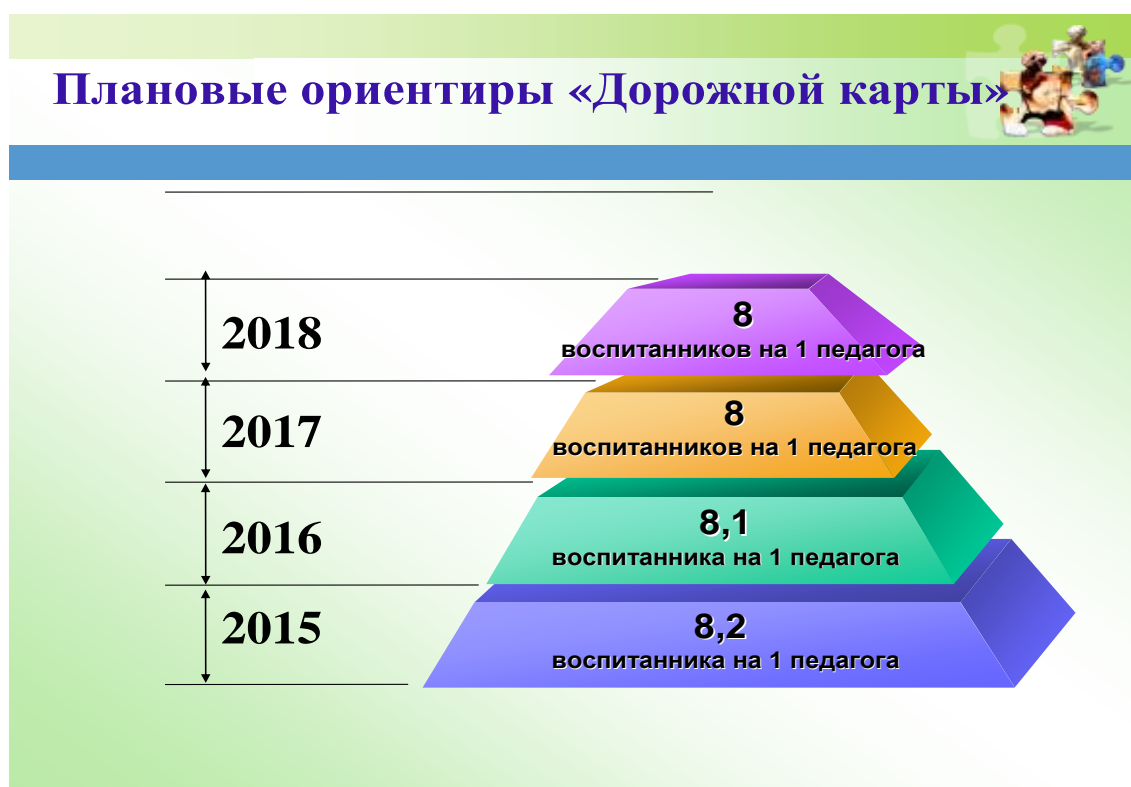 Плановые ориентиры «Дорожной карты»
2018
8
воспитанников на 1 педагога
2017
8
воспитанников на 1 педагога
2016
8,1
воспитанника на 1 педагога
2015
8,2
воспитанника на 1 педагога